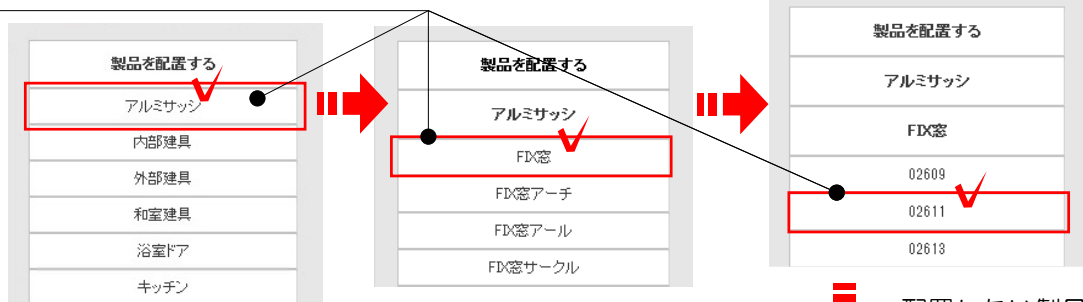 製品を配置する
アルミサッシ
内部建具
外部建具
和室建具
浴室ドア
キッチン
製品を配置する
アルミサッシ
FIX窓
FIX窓アーチ
FIX窓アール
FIX窓サークル
製品を配置する
アルミサッシ
FIX窓
02609
02611
02613